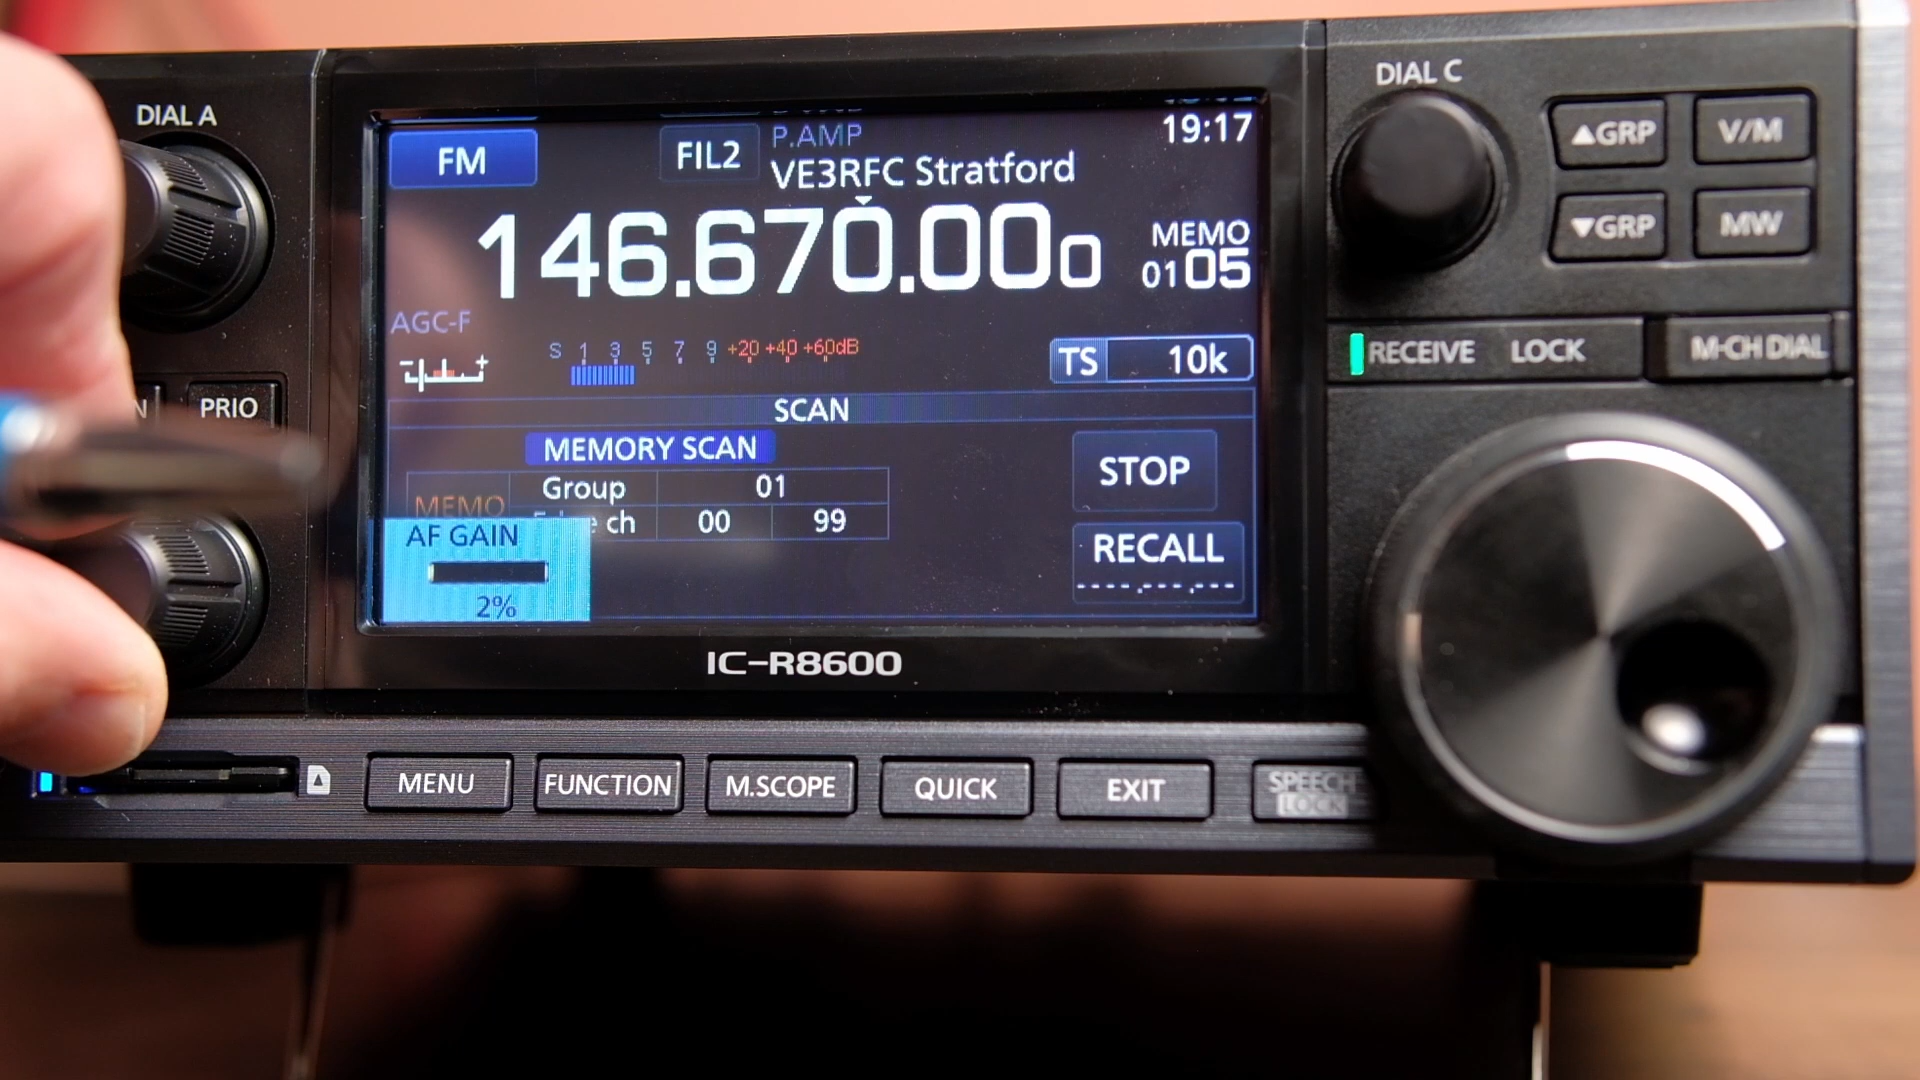 DIAL A
N
PRIO
FM
FIL2
P.AMP
19:17
VE3RFC Stratford
146.670.000
MEMO
0105
AGC-F
S 1 3 5 7 9 +20 +40 +60dB
TS 10k
SCAN
MEMORY SCAN
MEMO
Group 01
ch 00 99
STOP
RECALL
---.---.---
AF GAIN
2%
IC-R8600
DIAL C
▲GRP
V/M
▼GRP
MW
RECEIVE LOCK
M-CH DIAL
MENU
FUNCTION
M.SCOPE
QUICK
EXIT
SPEECH
LOCK